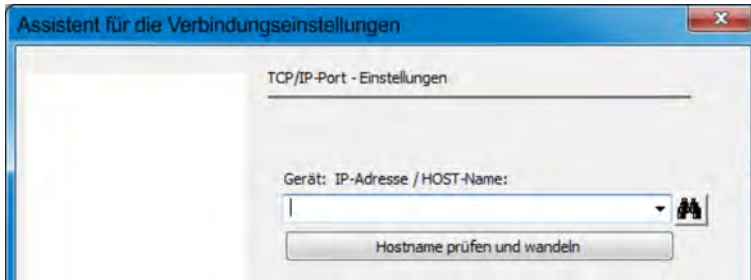 Assistent für die Verbindungseinstellungen
TCP/IP-Port - Einstellungen
Gerät: IP-Adresse / HOST-Name:
Hostname prüfen und wandeln